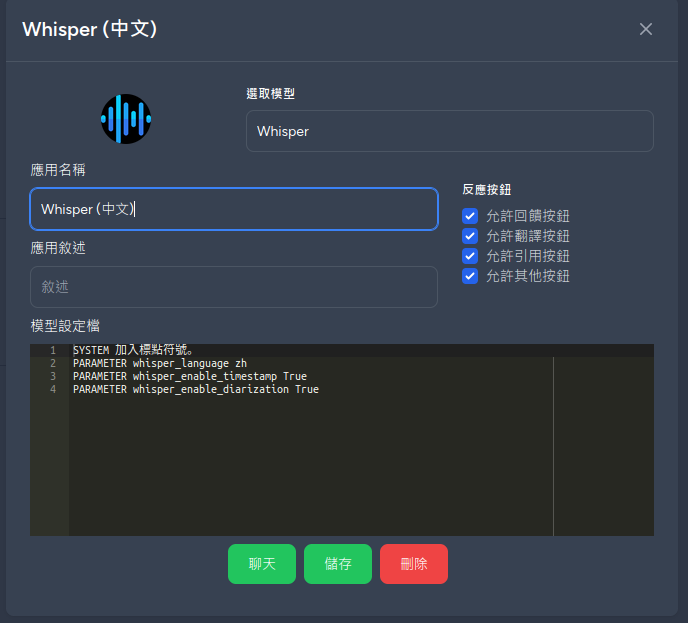 Whisper (中文)
選取模型
Whisper
應用名稱
Whisper (中文)
應用敘述
敘述
反應按鈕
允許回饋按鈕
允許翻譯按鈕
允許引用按鈕
允許其他按鈕
模型設定檔
1 SYSTEM 加入標點符號。
2 PARAMETER whisper_language zh
3 PARAMETER whisper_enable_timestamp True
4 PARAMETER whisper_enable_diarization True
聊天 儲存 刪除